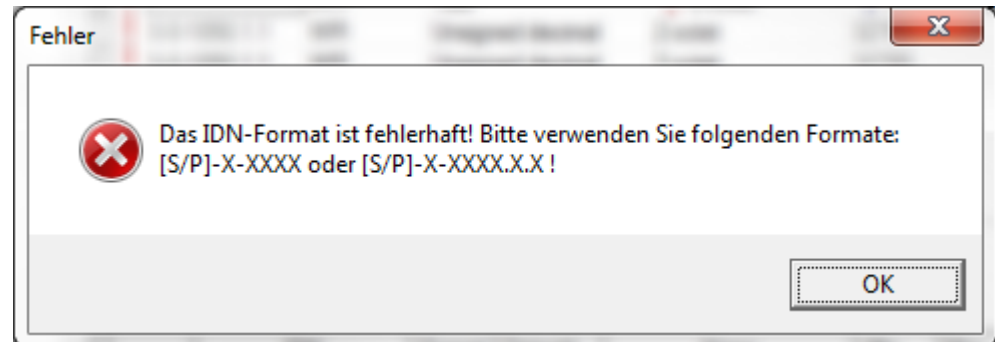 Fehler
Das IDN-Format ist fehlerhaft! Bitte verwenden Sie folgenden Formate:
[S/P]-X-XXXX oder [S/P]-X-XXXX.X.X !
OK